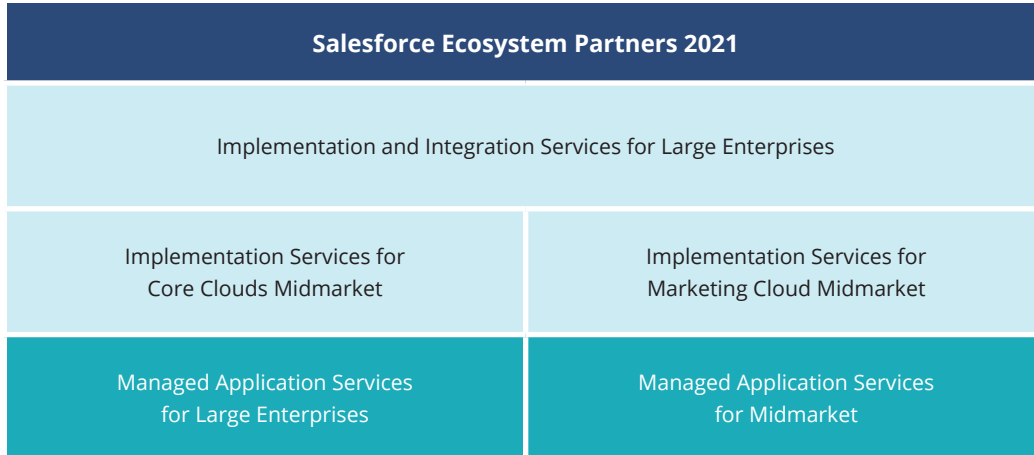 Salesforce Ecosystem Partners 2021
Implementation and Integration Services for Large Enterprises
Implementation Services for
Core Clouds Midmarket
Implementation Services for
Marketing Cloud Midmarket
Managed Application Services
for Large Enterprises
Managed Application Services
for Midmarket